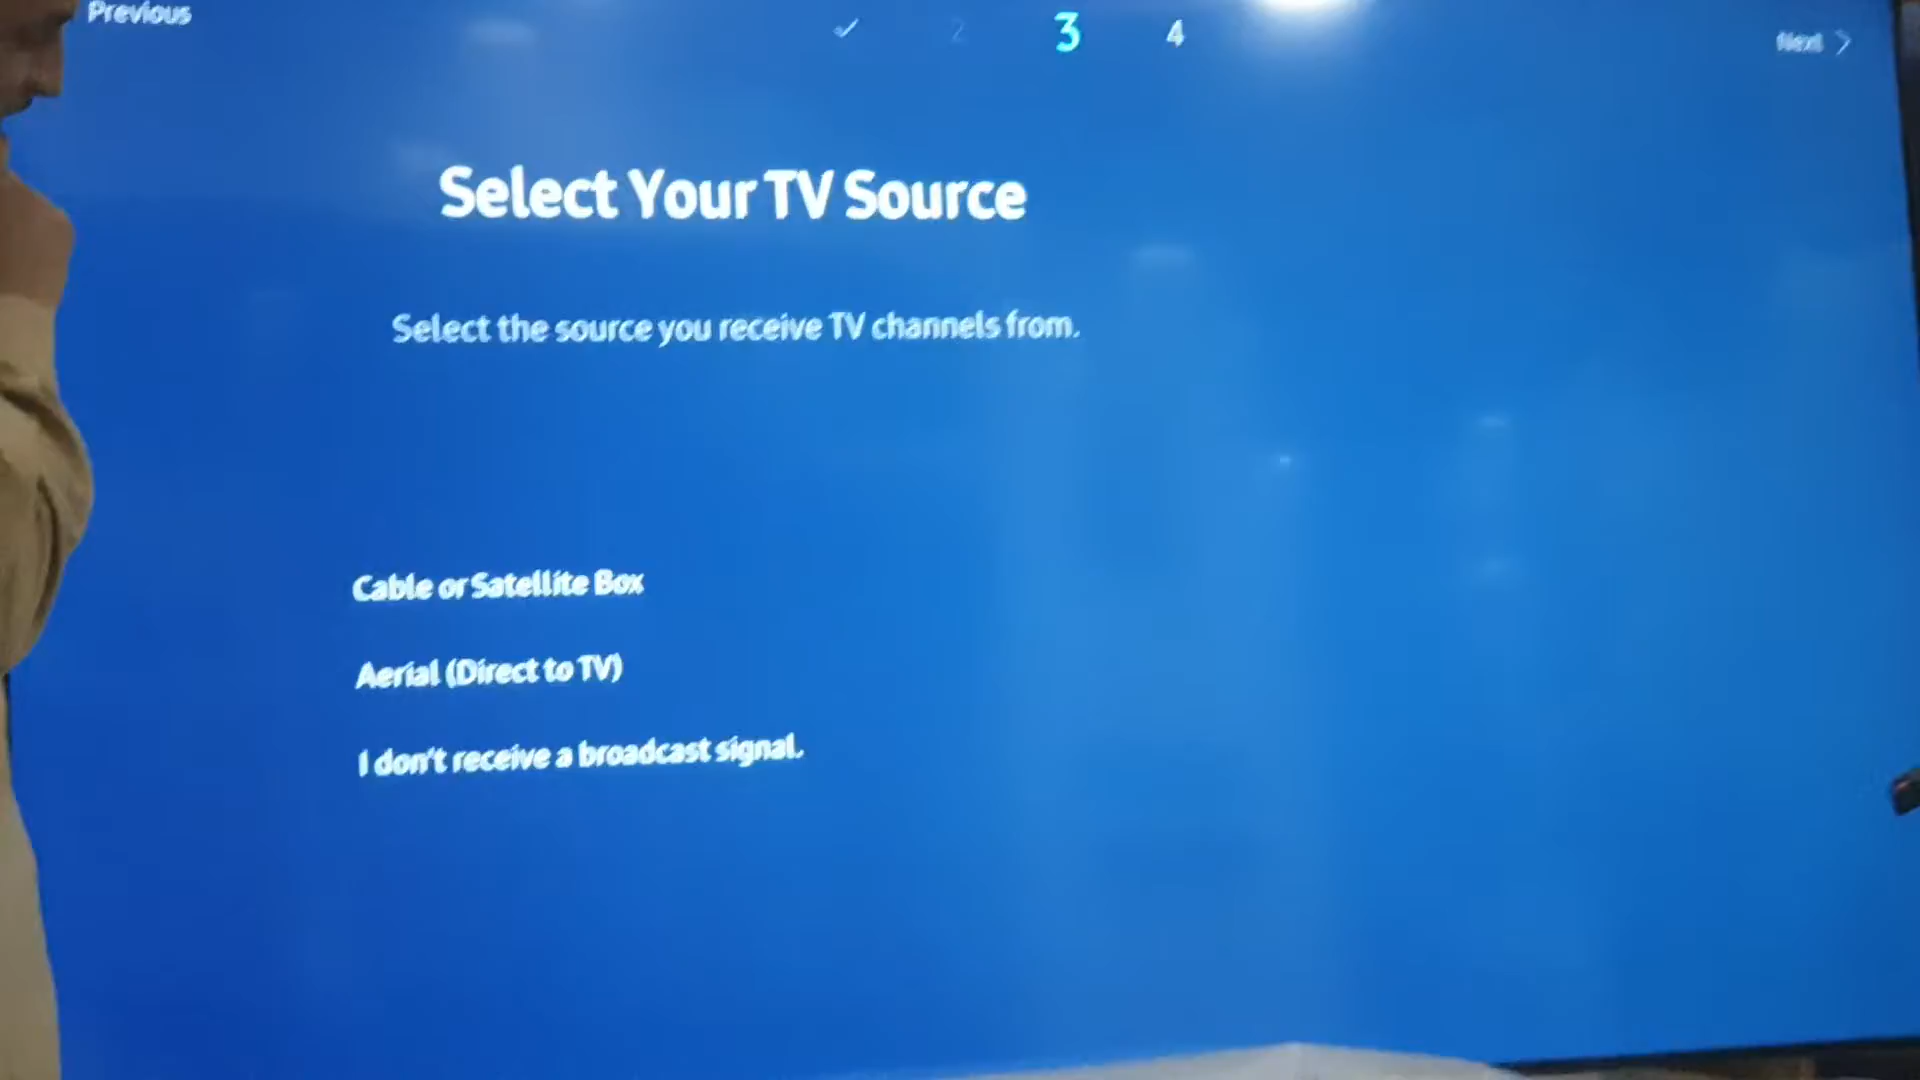 Previous
2
3
4
Next
Select Your TV Source
Select the source you receive TV channels from.
Cable or Satellite Box
Aerial (Direct to TV)
I don't receive a broadcast signal.